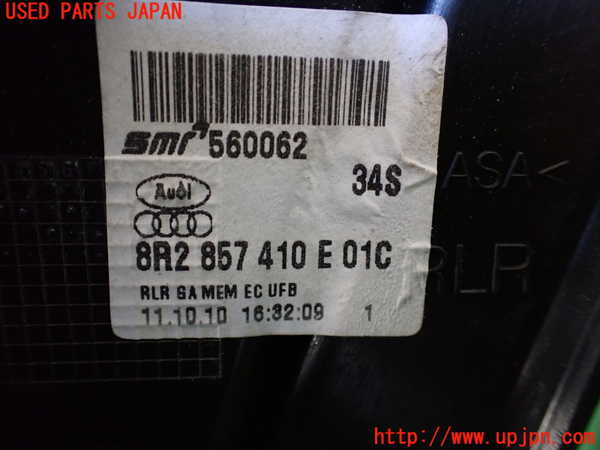 USED PARTS JAPAN
smr 560062
34S
ASA<
Audi
8R2 857 410 E 01C
RLR
RLR GA MEM EC UFB
11.10.10 16:32:09 1
http://www.upjpn.com/